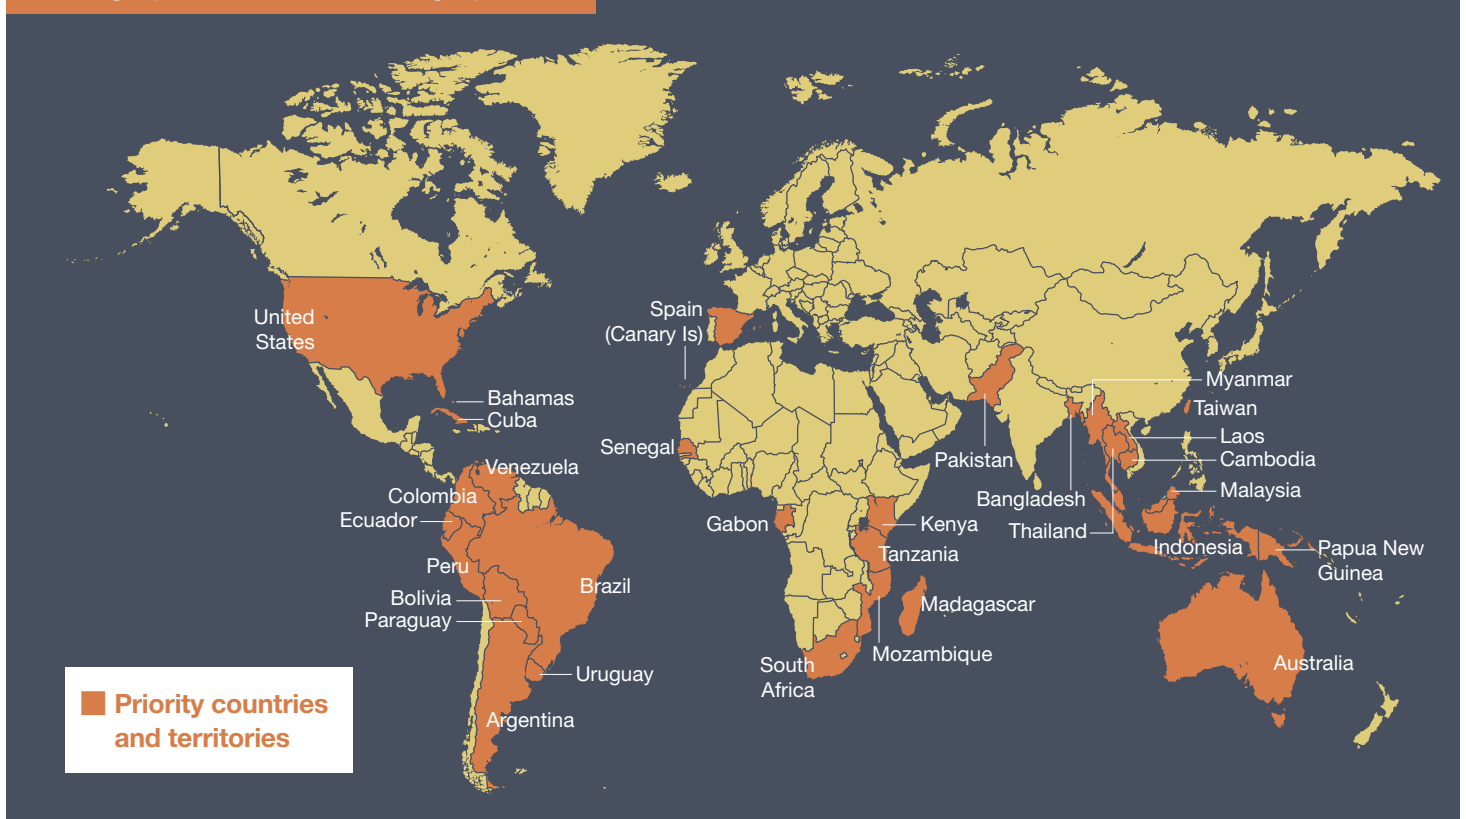 United
States
Spain
(Canary Is)
Bahamas
Cuba
Venezuela
Colombia
Ecuador
Peru
Bolivia
Paraguay
Brazil
Uruguay
Argentina
Senegal
Gabon
Kenya
Tanzania
Madagascar
Mozambique
South
Africa
Pakistan
Bangladesh
Thailand
Myanmar
Taiwan
Laos
Cambodia
Malaysia
Indonesia
Papua New
Guinea
Australia
Priority countries
and territories